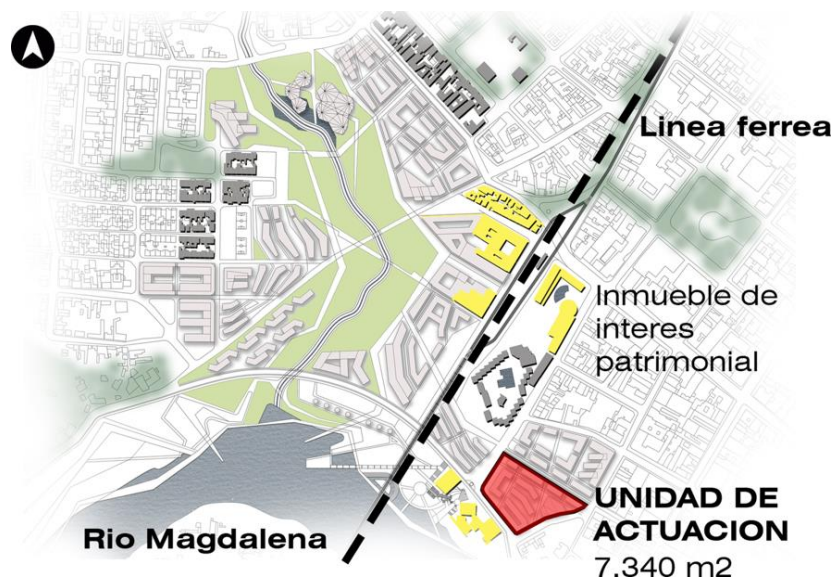 Linea ferrea
Inmueble de
interes
patrimonial
UNIDAD DE
ACTUACION
7.340 m2
Rio Magdalena